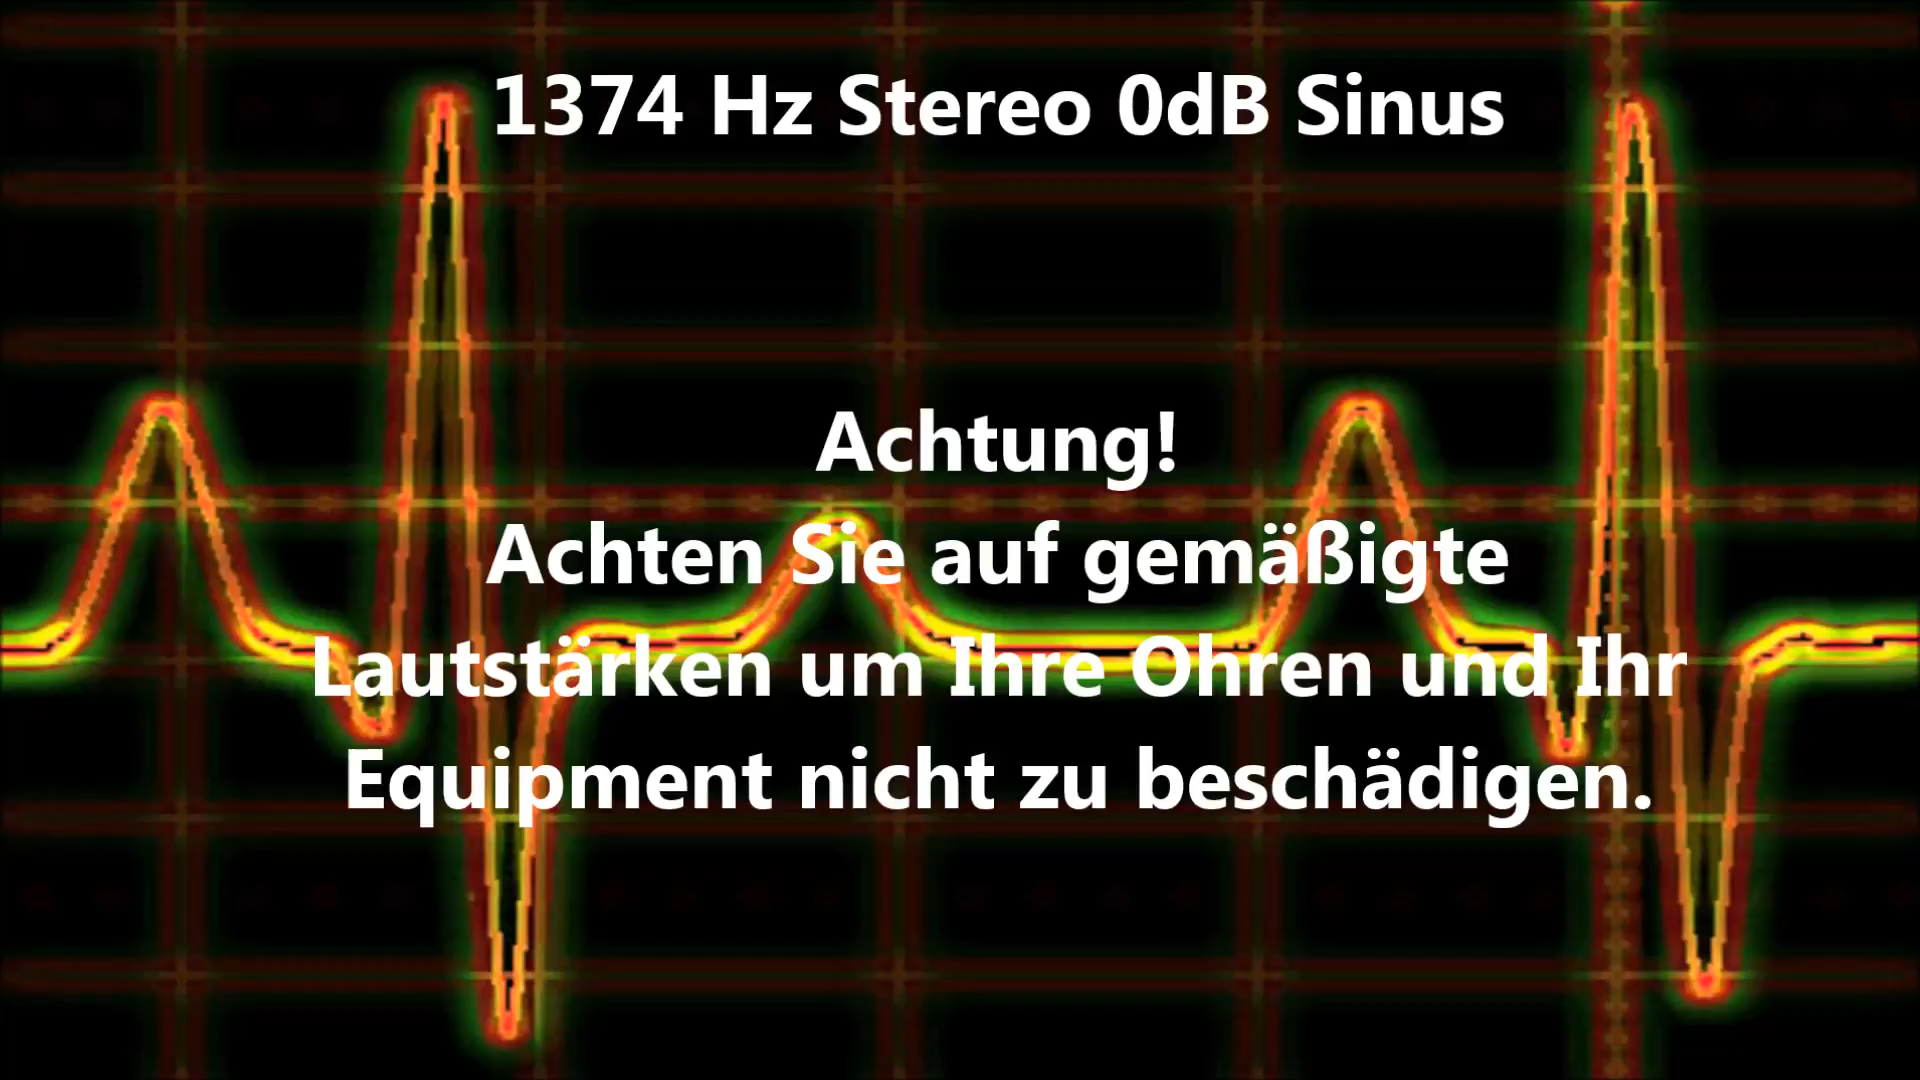 1374 Hz Stereo 0dB Sinus
Achtung!
Achten Sie auf gemäßigte
Lautstärken um Ihre Ohren und Ihr
Equipment nicht zu beschädigen.